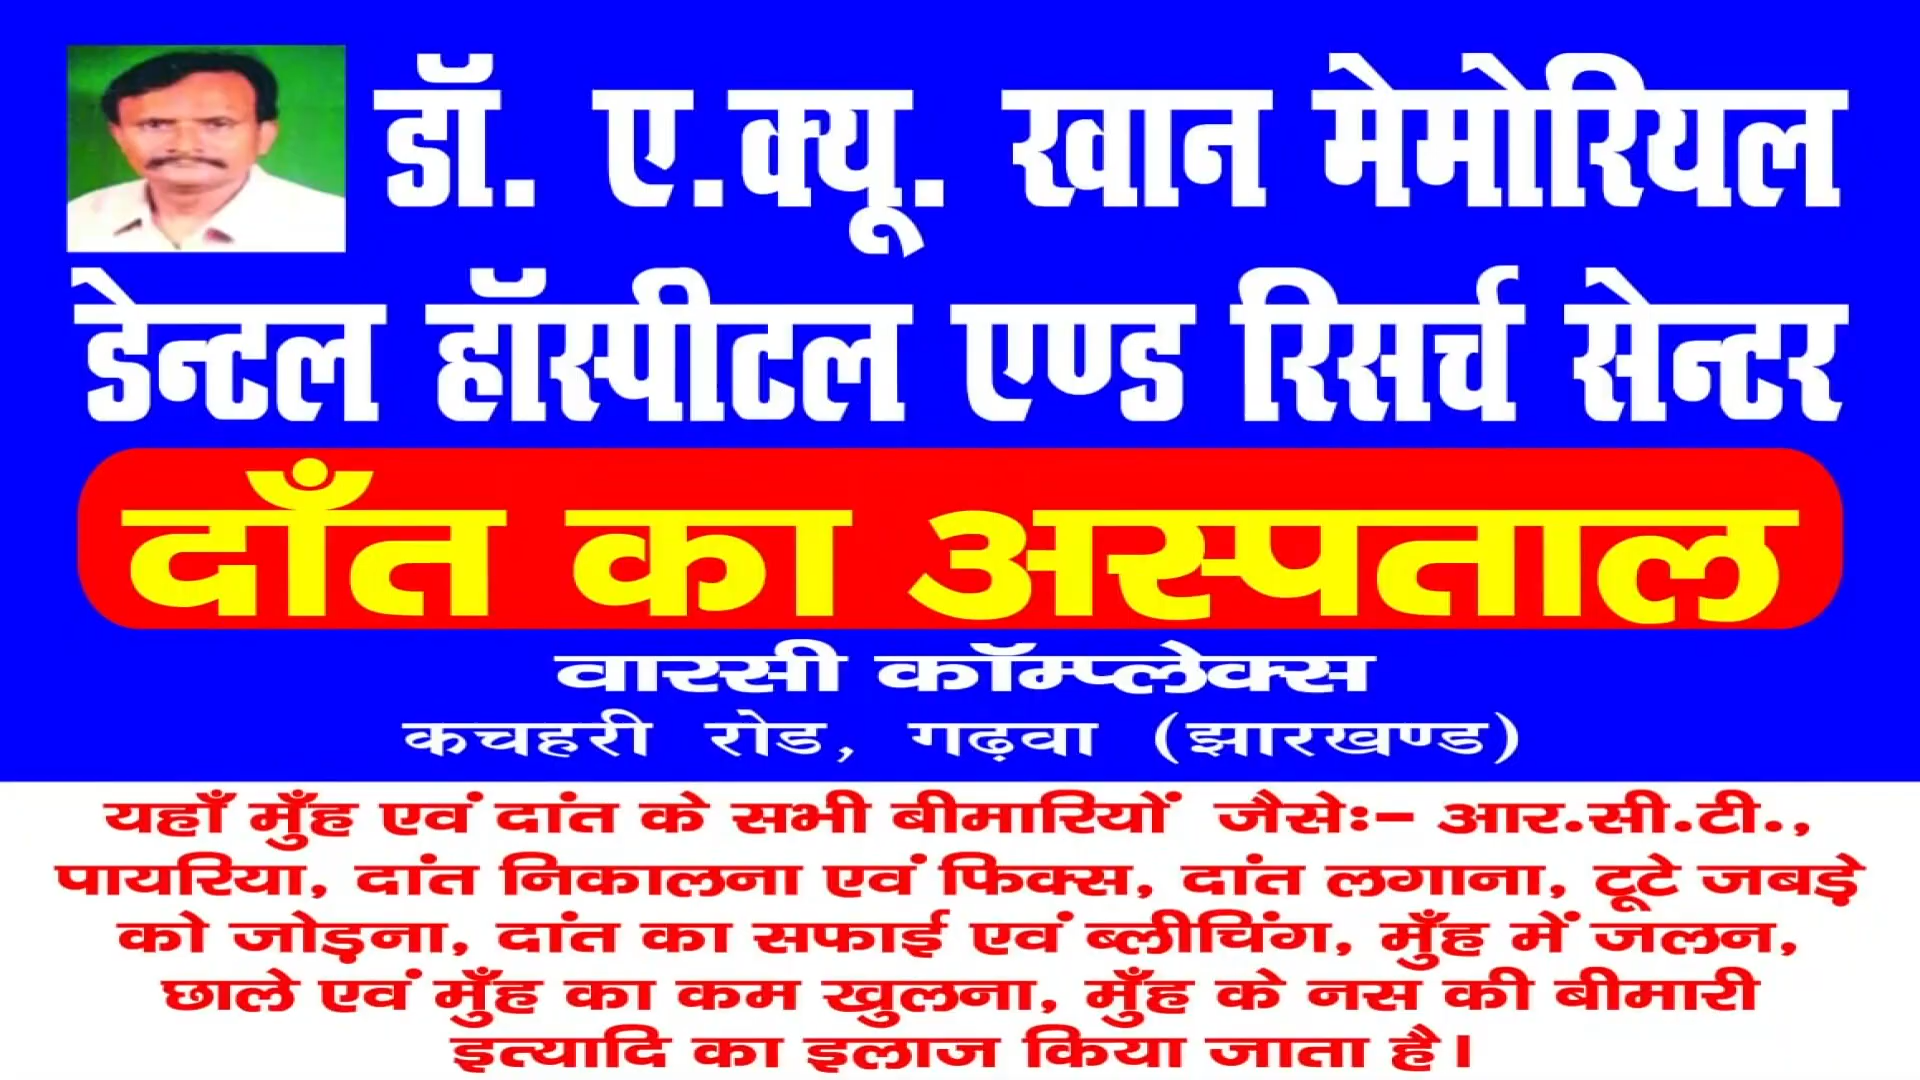 डॉ. ए.क्यू. खान मेमोरियल
डेन्टल हॉस्पीटल एण्ड रिसर्च सेन्टर
दाँत का अस्पताल
वारसी कॉम्प्लेक्स
कचहरी रोड, गढ़वा (झारखण्ड)
यहाँ मुँह एवं दांत के सभी बीमारियों जैसेः- आर.सी.टी.,
पायरिया, दांत निकालना एवं फिक्स, दांत लगाना, टूटे जबड़े
को जोड़ना, दांत का सफाई एवं ब्लीचिंग, मुँह में जलन,
छाले एवं मुँह का कम खुलना, मुँह के नस की बीमारी
इत्यादि का इलाज किया जाता है।